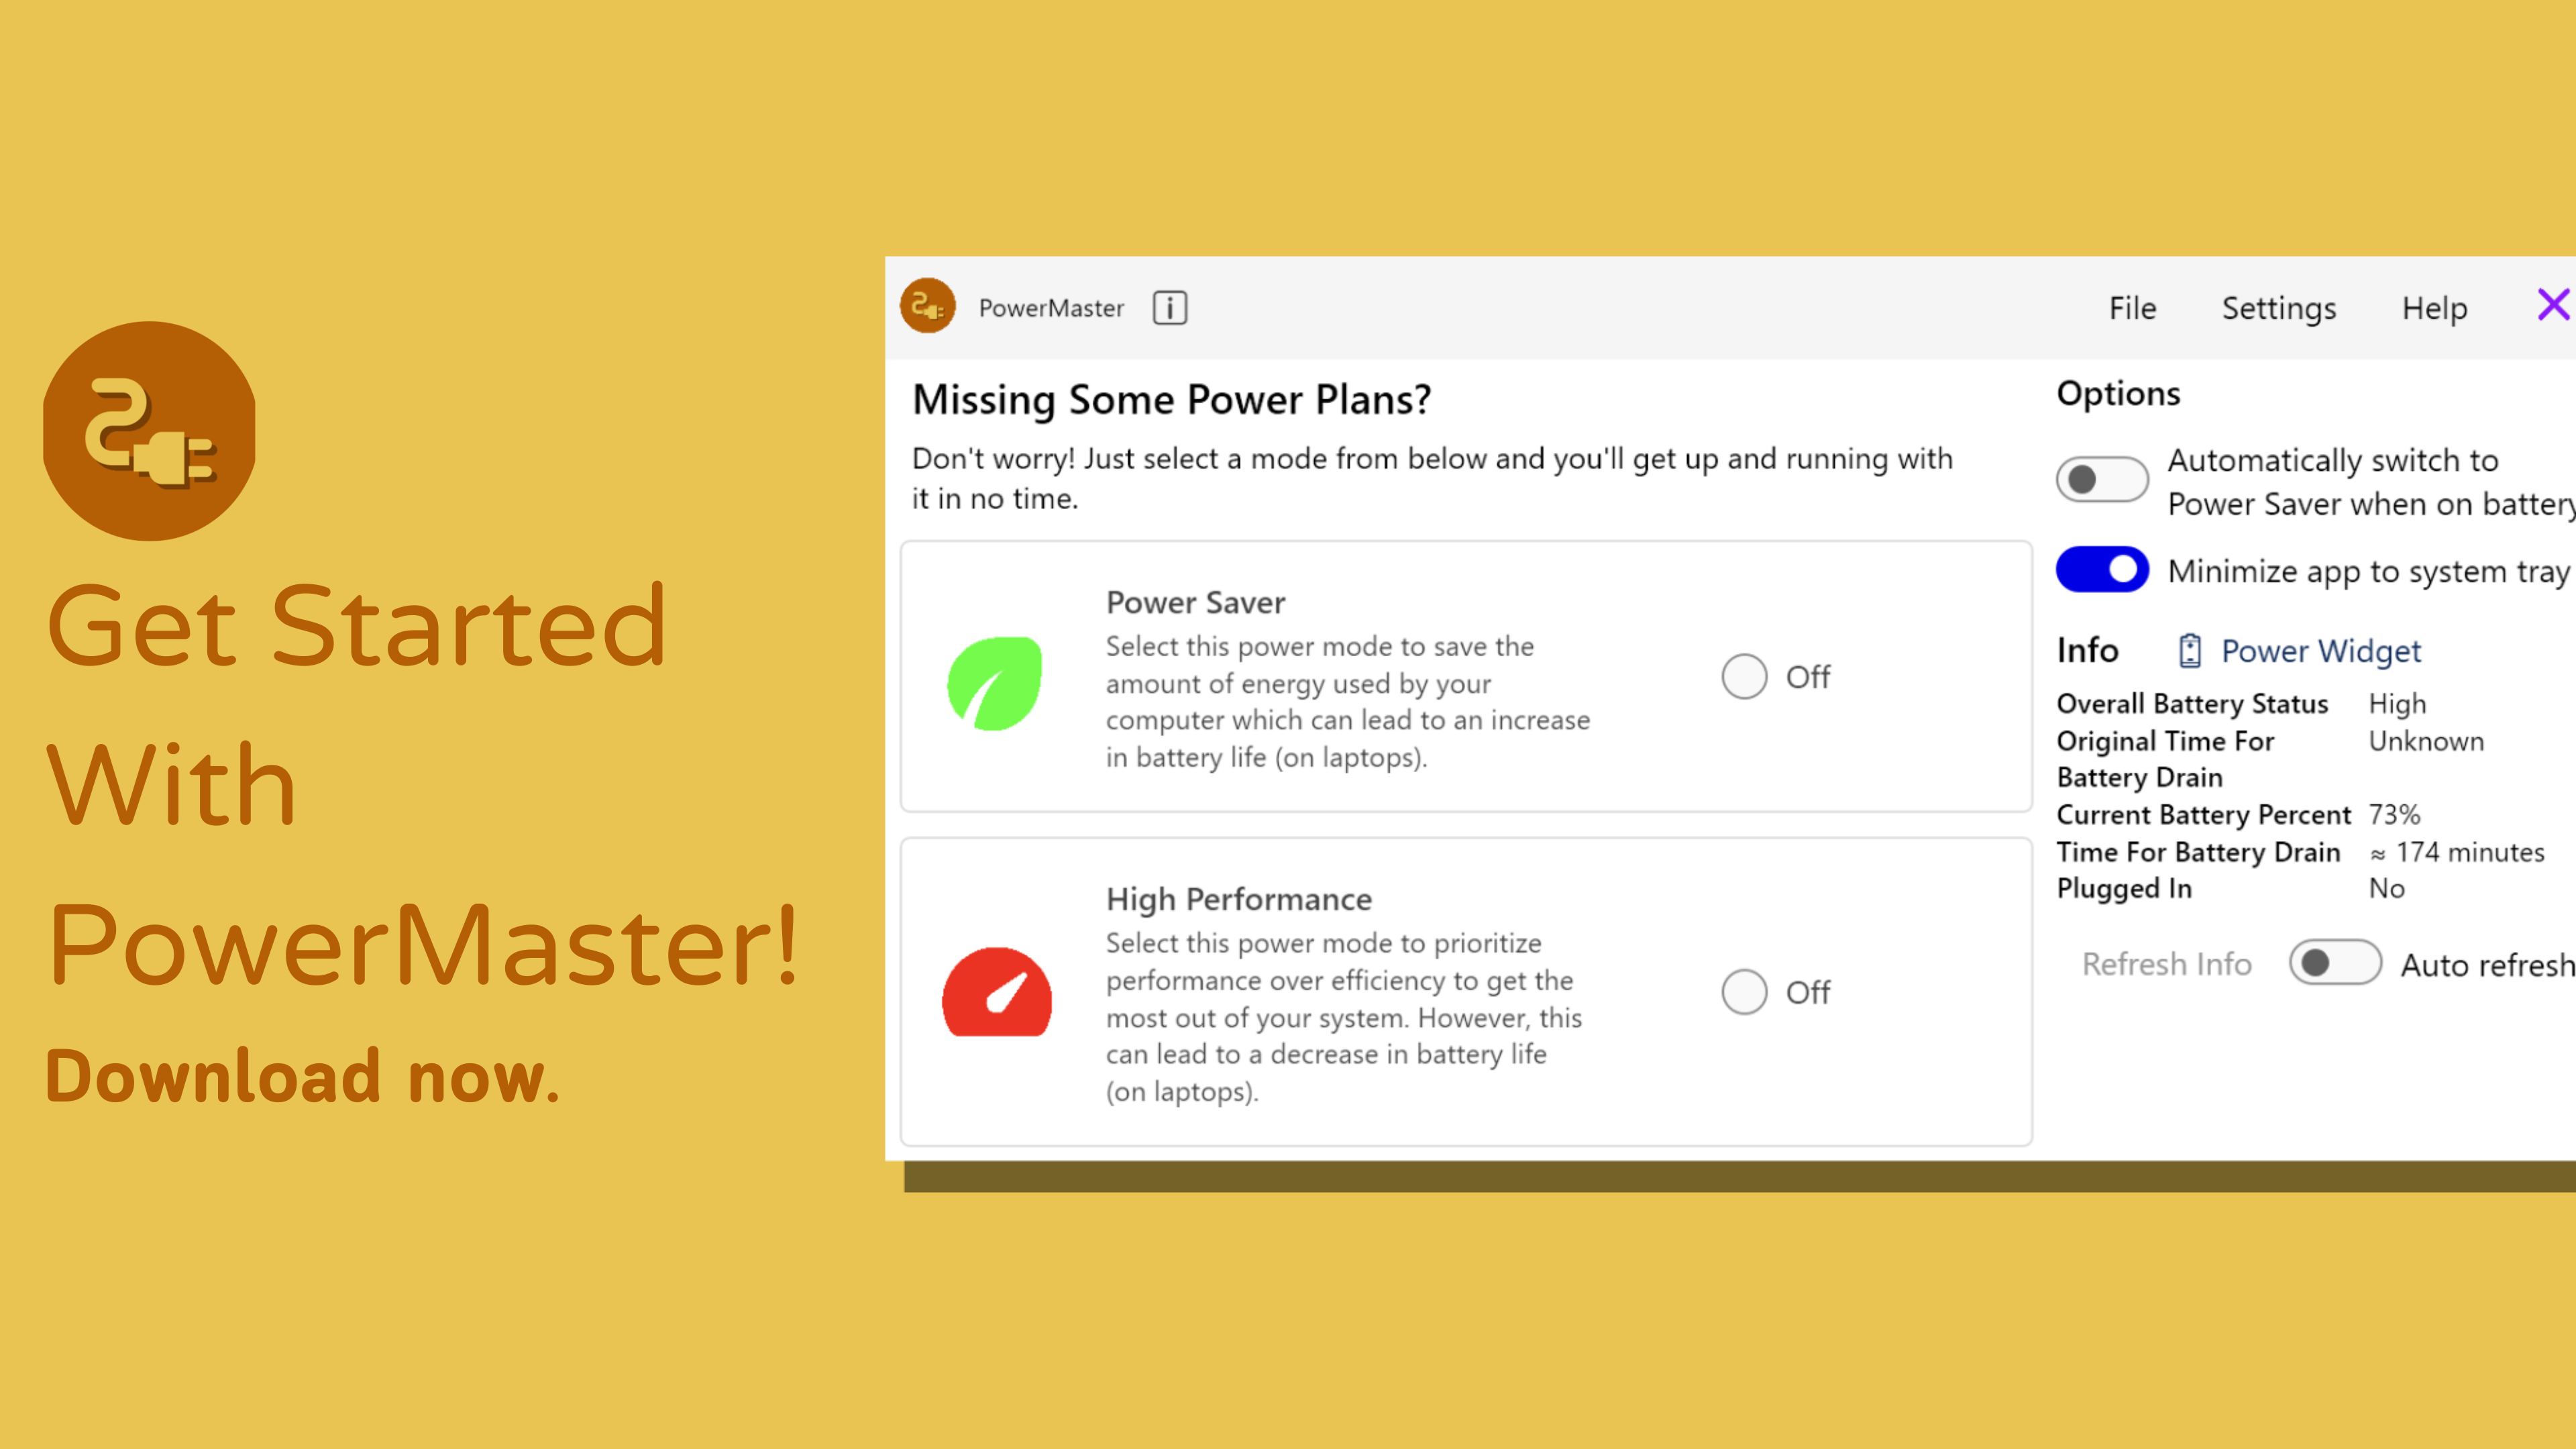 Get Started
With
PowerMaster!
Download now.
PowerMaster
File Settings Help
Missing Some Power Plans?
Don't worry! Just select a mode from below and you'll get up and running with
it in no time.
Power Saver
Select this power mode to save the
amount of energy used by your
computer which can lead to an increase
in battery life (on laptops).
Off
High Performance
Select this power mode to prioritize
performance over efficiency to get the
most out of your system. However, this
can lead to a decrease in battery life
(on laptops).
Off
Options
Automatically switch to
Power Saver when on battery
Minimize app to system tray
Info Power Widget
Overall Battery Status High
Original Time For Unknown
Battery Drain
Current Battery Percent 73%
Time For Battery Drain ≈ 174 minutes
Plugged In No
Refresh Info Auto refresh